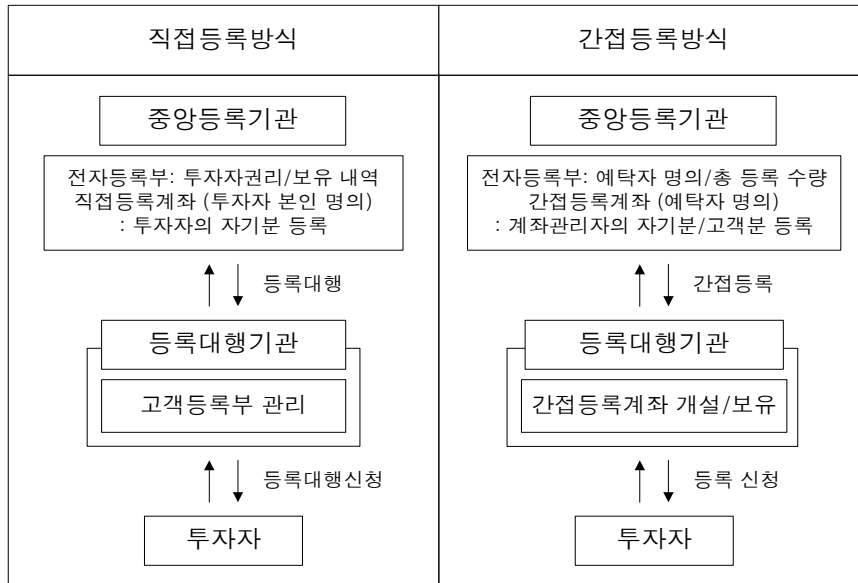 직접등록방식
중앙등록기관
전자등록부: 투자자권리/보유 내역
직접등록계좌 (투자자 본인 명의)
: 투자자의 자기분 등록
등록대행
등록대행기관
고객등록부 관리
등록대행신청
투자자
간접등록방식
중앙등록기관
전자등록부: 예탁자 명의/총 등록 수량
간접등록계좌 (예탁자 명의)
: 계좌관리자의 자기분/고객분 등록
간접등록
등록대행기관
간접등록계좌 개설/보유
등록 신청
투자자